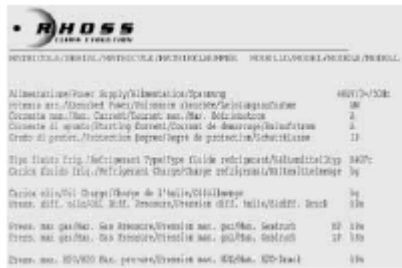 RHOSS
CLIMA EVOLUTION
MATRICOLA/SERIAL/MATRICULE/MATRIKELNUMMER MODELLO/MODEL/MODELE/MODELL
Alimentazione/Power Supply/Alimentation/Spannung 400V/3~/50Hz
Potenza ass./Absorbed Power/Puissance absorbée/Leistungsaufnahme kW
Corrente max./Max. Current/Courant max./Max. Betriebstrom A
Corrente di spunto/Starting Current/Courant de demarrage/Anlaufstrom A
Grado di protez./Protection Degree/Degré de protection/Schutzklasse IP
Tipo fluido frig./Refrigerant Type/Type fluide refrigerant/Kältemitteltyp
Carica fluido frig./Refrigerant Charge/Charge refrigerant/Kältemittelmenge kg
Carica olio/Oil Charge/Charge de l'huile/Ölfüllmenge kg
Press. diff. olio/Oil Diff. Pressure/Pression diff. huile/Öldiff. Druck
Press. max gas/Max. Gas Pressure/Pression max. gaz/Max. Gasdruck HP
Press. max gas/Max. Gas Pressure/Pression max. gaz/Max. Gasdruck LP
Press. max. H2O/H2O Max. pressure/Pression max. H2O/Max. H2O-Druck